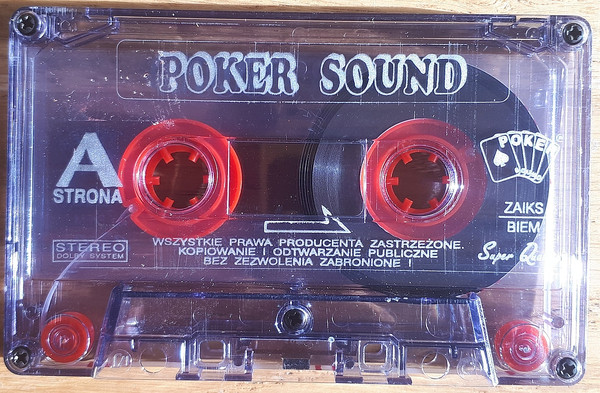 POKER SOUND
A
STRONA
POKER
SOUND
ZAIKS
BIEM
STEREO
DOLBY SYSTEM
Super
WSZYSTKIE PRAWA PRODUCENTA ZASTRZEŻONE.
KOPIOWANIE I ODTWARZANIE PUBLICZNE
BEZ ZEZWOLENIA ZABRONIONE !